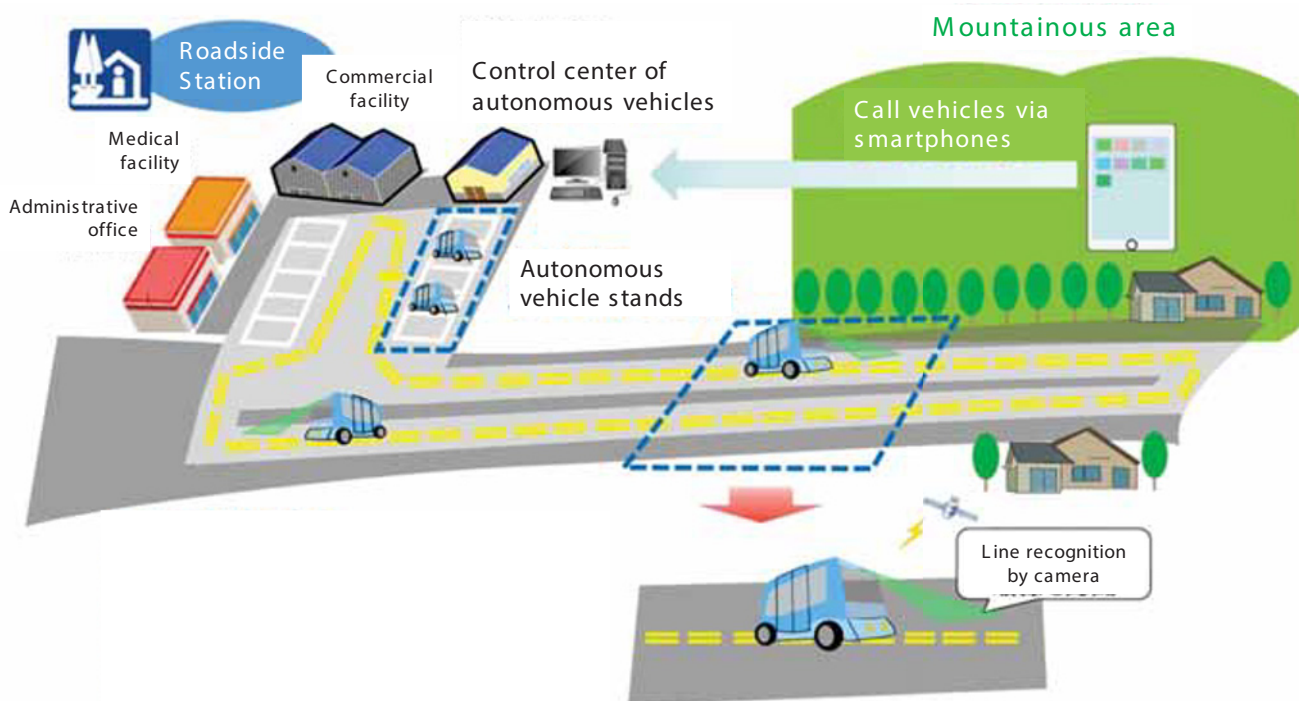 Mountainous area
Roadside
Station
Commercial
facility
Control center of
autonomous vehicles
Call vehicles via
smartphones
Medical
facility
Administrative
office
Autonomous
vehicle stands
Line recognition
by camera